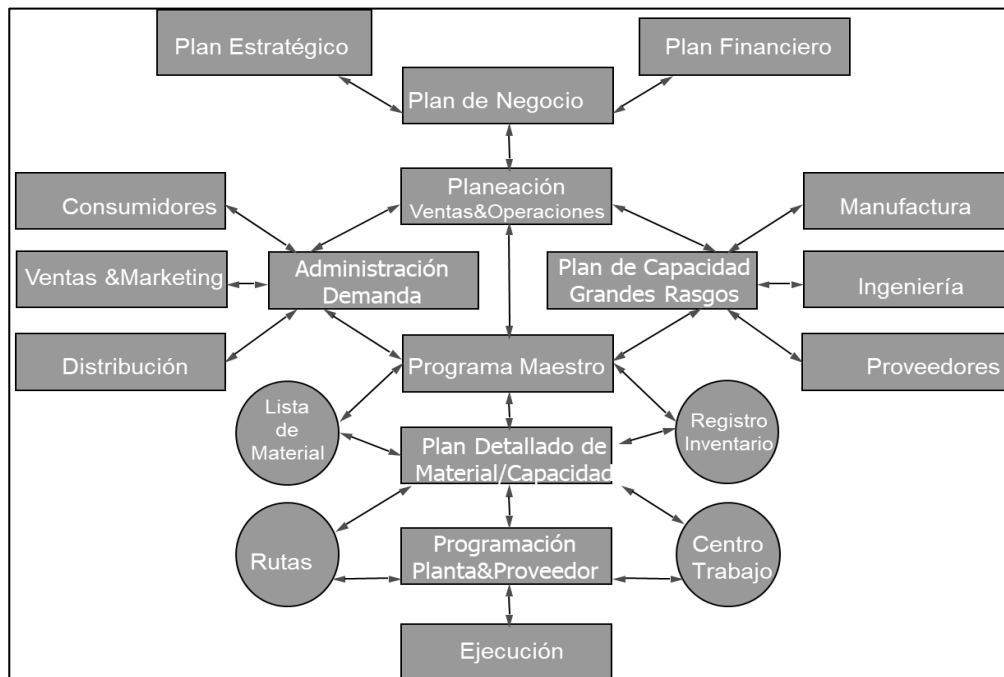 Plan Estratégico
Plan Financiero
Plan de Negocio
Planeación
Ventas&Operaciones
Consumidores
Manufactura
Ventas &Marketing
Administración
Demanda
Plan de Capacidad
Grandes Rasgos
Ingeniería
Distribución
Programa Maestro
Proveedores
Lista
de
Material
Registro
Inventario
Plan Detallado de
Material/Capacidad
Rutas
Programación
Planta&Proveedor
Centro
Trabajo
Ejecución